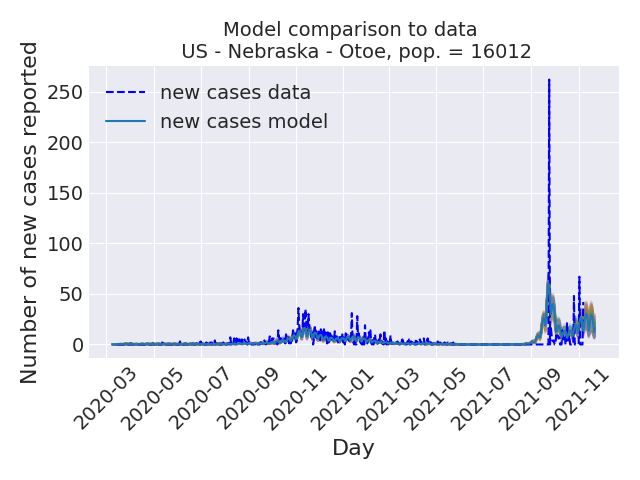 Model comparison to data
US - Nebraska - Otoe, pop. = 16012
Number of new cases reported
250
200
150
100
50
0
new cases data
new cases model
2020-03
2020-05
2020-07
2020-09
2020-11
2021-01
2021-03
2021-05
2021-07
2021-09
2021-11
Day